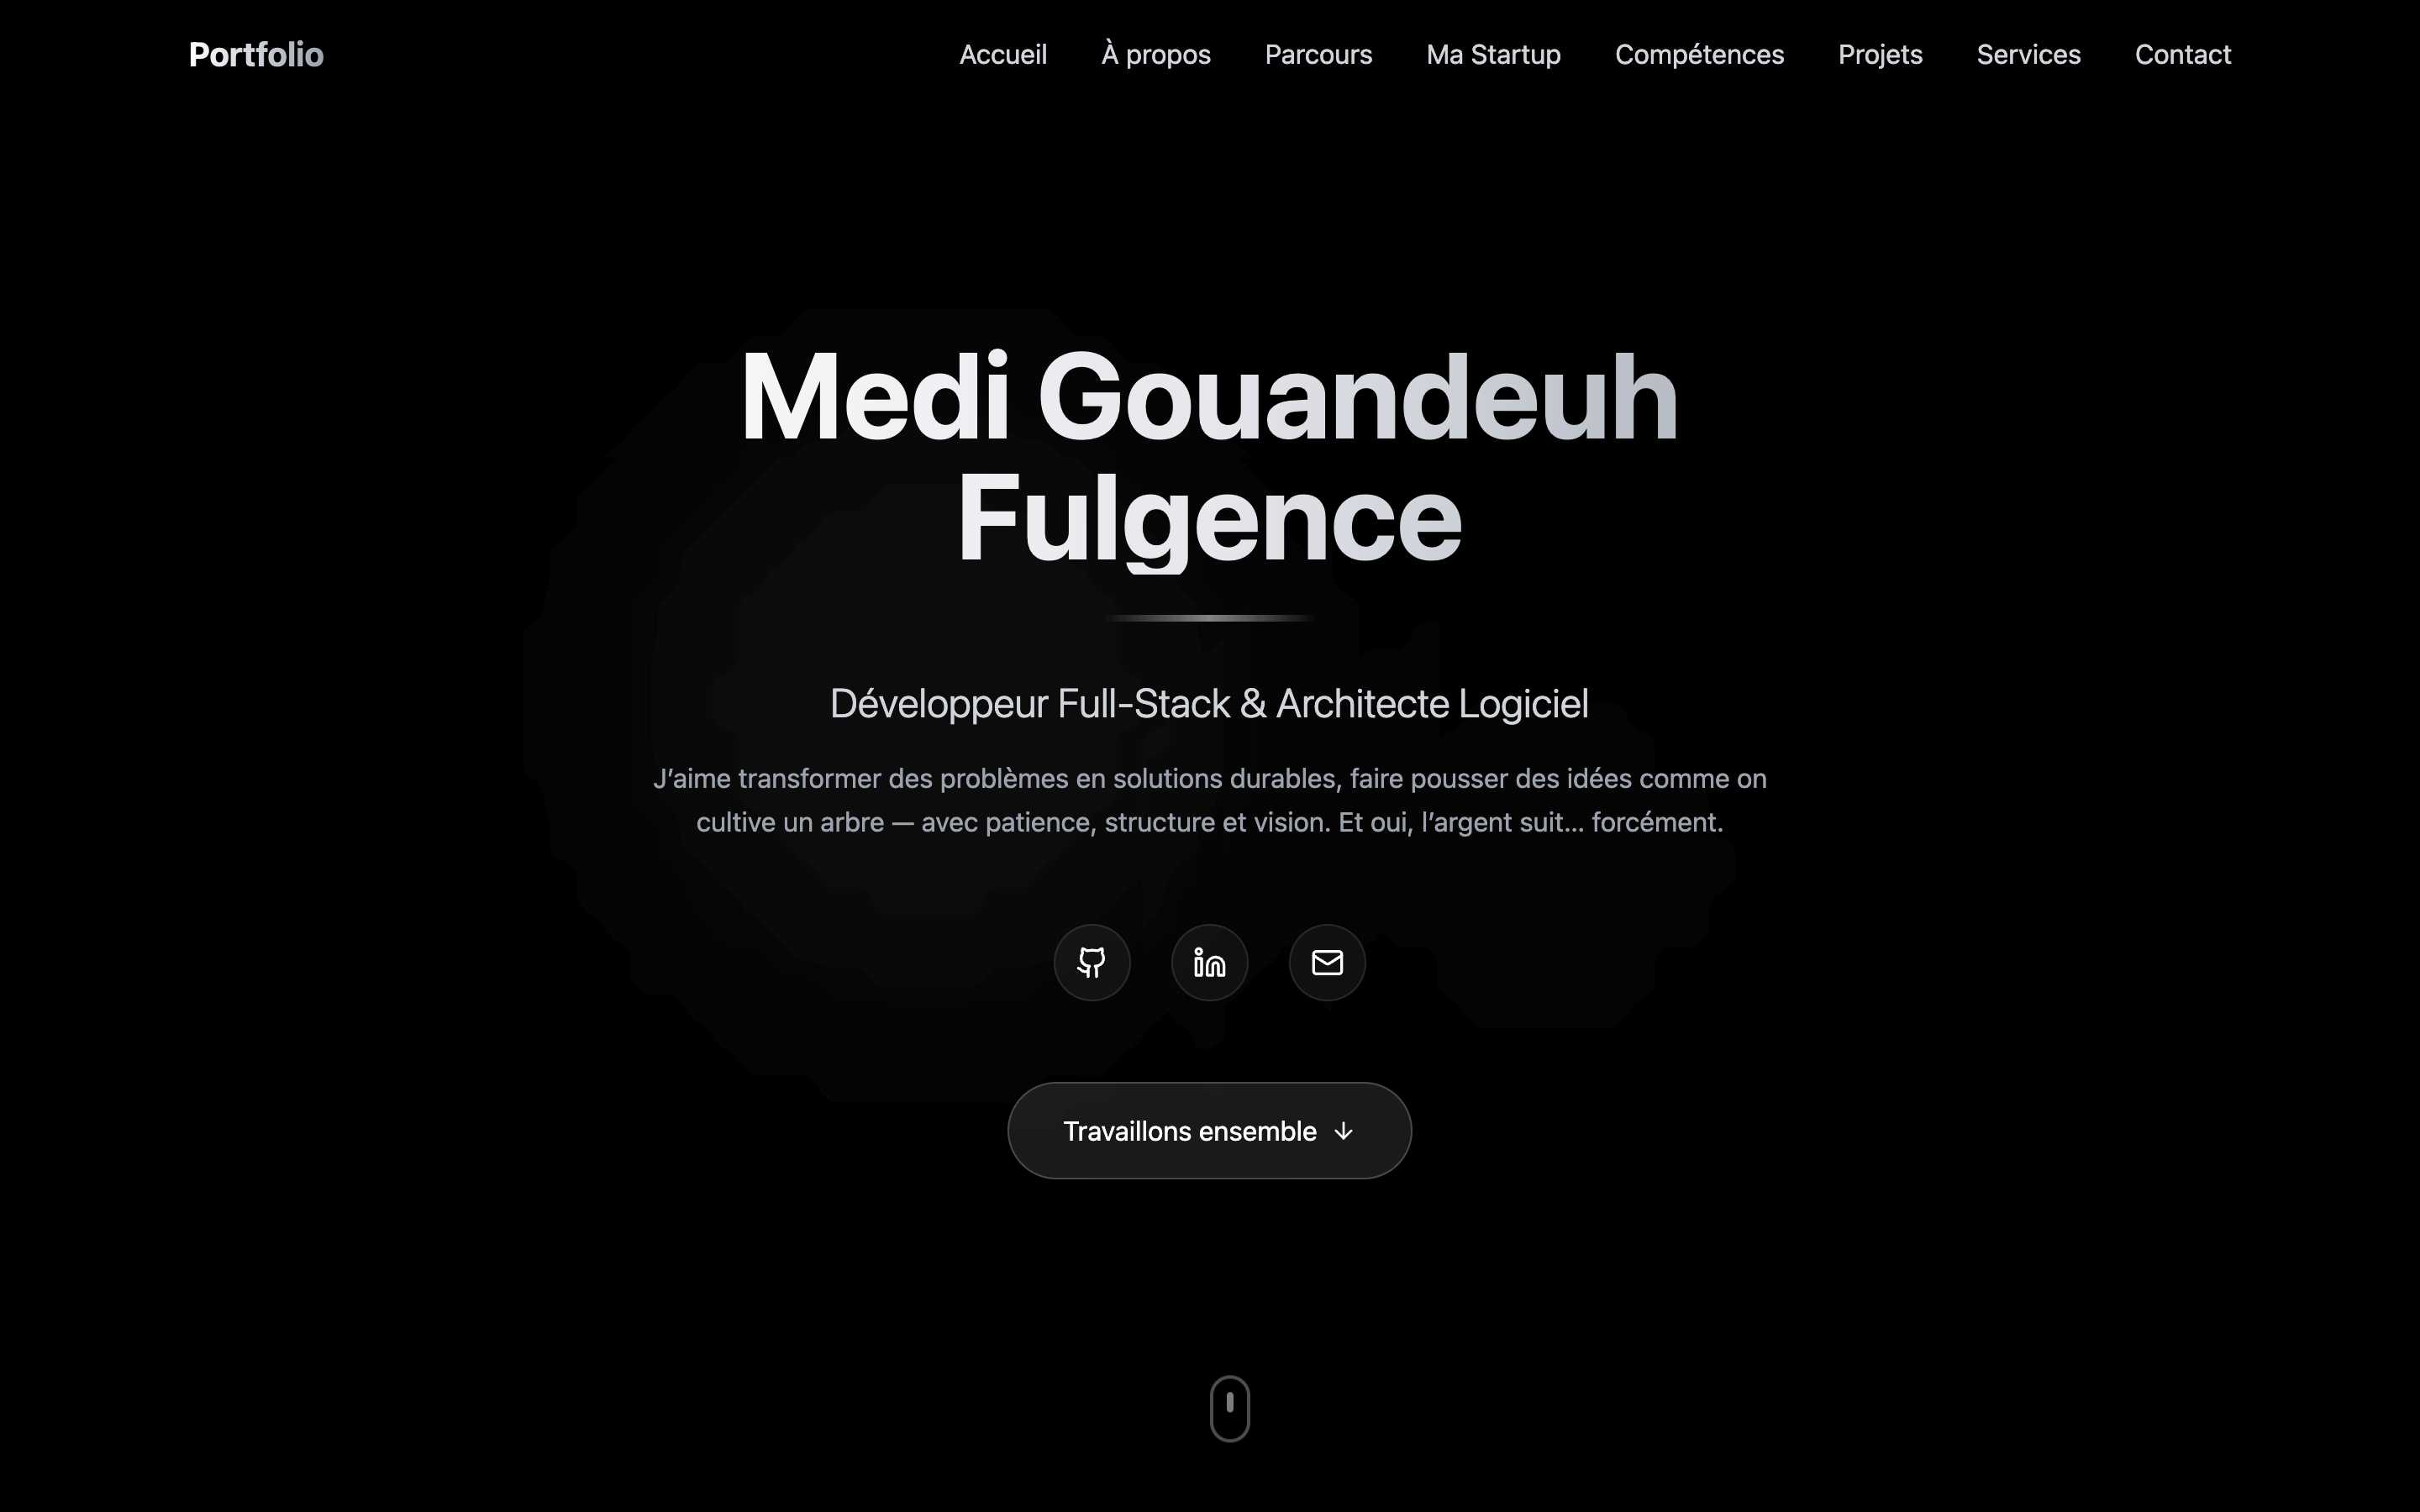 Portfolio
Accueil À propos Parcours Ma Startup Compétences Projets Services Contact
Medi Gouandeuh
Fulgence
Développeur Full-Stack & Architecte Logiciel
J’aime transformer des problèmes en solutions durables, faire pousser des idées comme on
cultive un arbre — avec patience, structure et vision. Et oui, l’argent suit... forcément.
Travaillons ensemble ↓